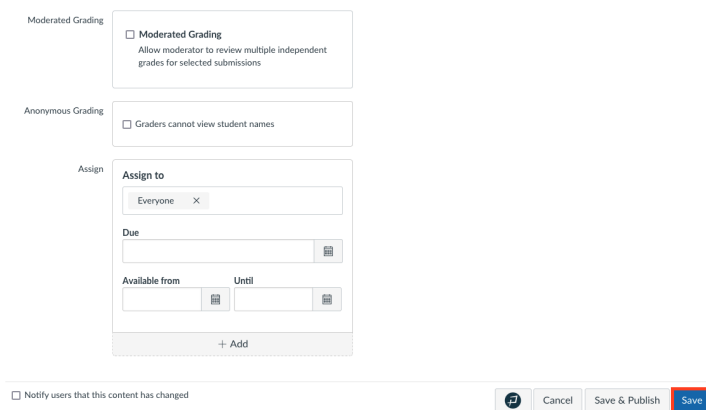 Moderated Grading
Moderated Grading
Allow moderator to review multiple independent
grades for selected submissions
Anonymous Grading
Graders cannot view student names
Assign
Assign to
Everyone ×
Due
Available from Until
+ Add
Notify users that this content has changed
Cancel Save & Publish Save